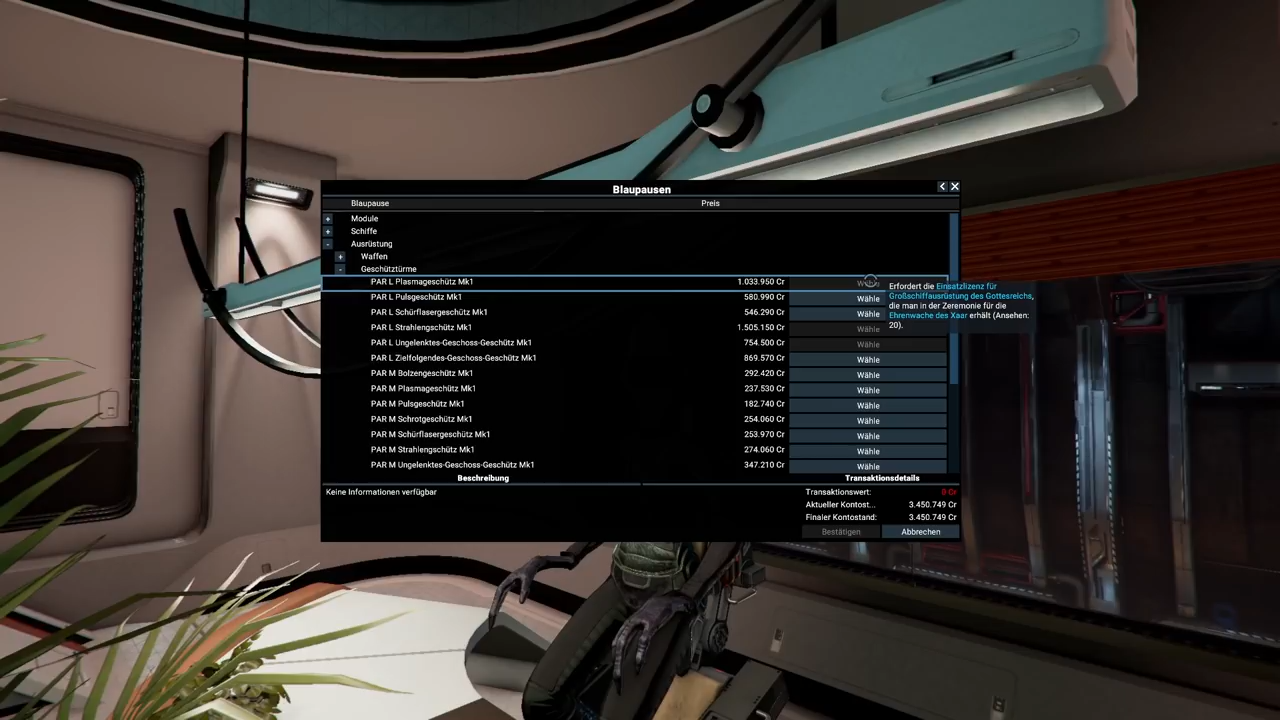 Blaupausen
Blaupause Preis
Module
Schiffe
Ausrüstung
Waffen
Geschütztürme
PAR L Plasmageschütz Mk1 1.033.950 Cr Wähle
PAR L Pulsgeschütz Mk1 580.990 Cr Wähle
PAR L Schürflasergeschütz Mk1 546.290 Cr Wähle
PAR L Strahlengschütz Mk1 1.505.150 Cr Wähle
PAR L Ungelenktes-Geschoss-Geschütz Mk1 754.500 Cr Wähle
PAR L Zielfolgendes-Geschoss-Geschütz Mk1 869.570 Cr Wähle
PAR M Bolzengeschütz Mk1 292.420 Cr Wähle
PAR M Plasmageschütz Mk1 237.530 Cr Wähle
PAR M Pulsgeschütz Mk1 182.740 Cr Wähle
PAR M Schrotgeschütz Mk1 254.060 Cr Wähle
PAR M Schürflasergeschütz Mk1 253.970 Cr Wähle
PAR M Strahlengschütz Mk1 274.060 Cr Wähle
PAR M Ungelenktes-Geschoss-Geschütz Mk1 347.210 Cr Wähle
Erfordert die Einsatzlizenz für
Großschiffausrüstung des Gottesreichs,
die man in der Zeremonie für die
Ehrenwache des Xaar erhält (Ansehen:
20).
Beschreibung Transaktionsdetails
Keine Informationen verfügbar
Transaktionswert: 0 Cr
Aktueller Kontost... 3.450.749 Cr
Finaler Kontostand: 3.450.749 Cr
Bestätigen Abbrechen